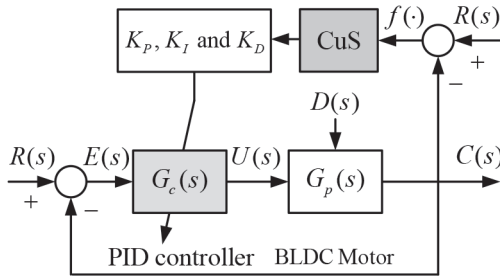 K_P, K_I and K_D
CuS
f(·)
R(s)
+
−
D(s)
R(s)
E(s)
G_c(s)
U(s)
G_p(s)
C(s)
+
−
PID controller
BLDC Motor